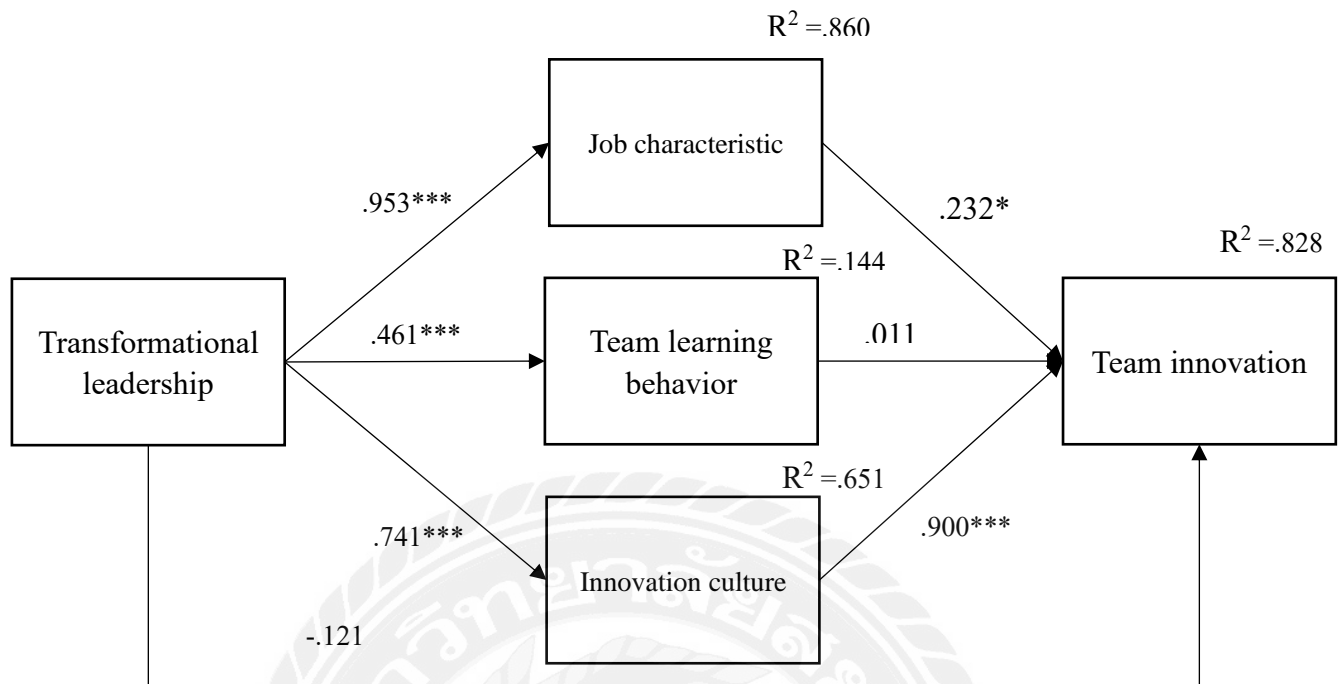 R² =.860
Job characteristic
.953***
.232*
R² =.828
R² =.144
Transformational
leadership
.461***
Team learning
behavior
.011
Team innovation
R² =.651
.741***
.900***
Innovation culture
-.121